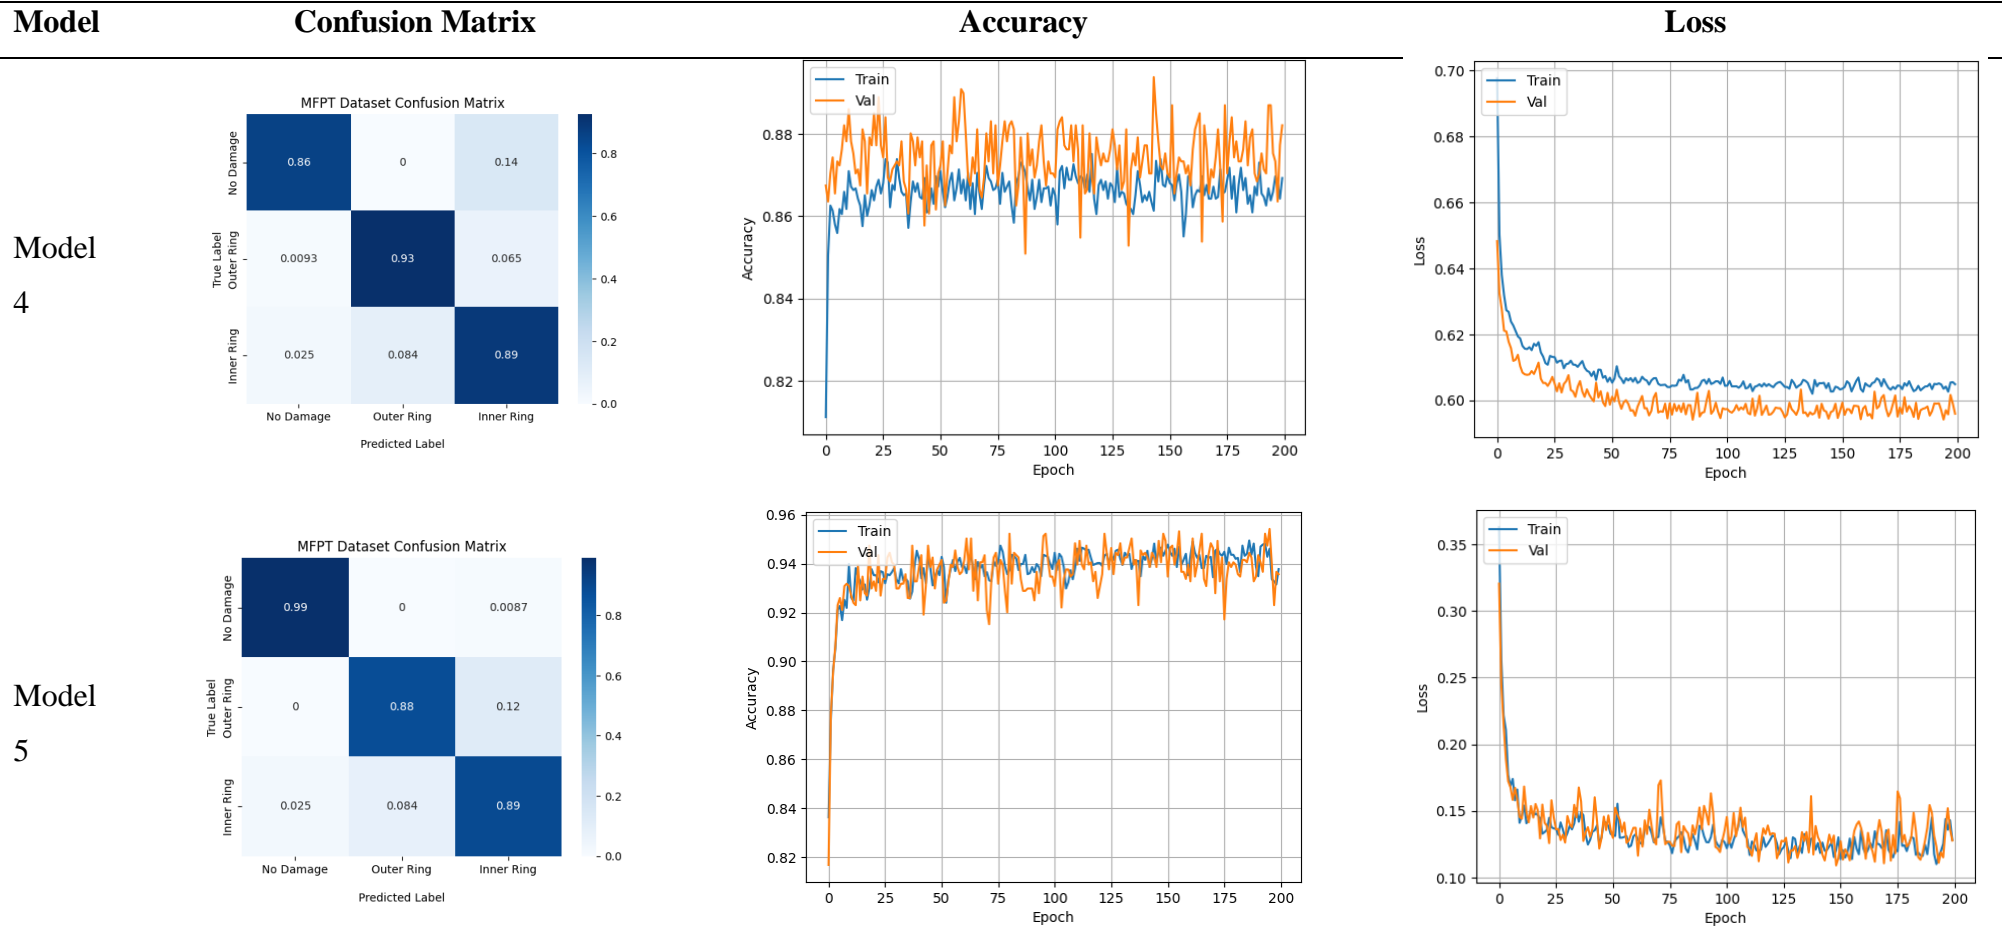 Model Confusion Matrix Accuracy Loss
Model
4
MFPT Dataset Confusion Matrix
No Damage
Outer Ring
Inner Ring
True Label
0.86 0 0.14
0.0093 0.93 0.065
0.025 0.084 0.89
No Damage Outer Ring Inner Ring
Predicted Label
0.8
0.6
0.4
0.2
0.0
Train
Val
0.88
0.86
0.84
0.82
Accuracy
0 25 50 75 100 125 150 175 200
Epoch
0.70
0.68
0.66
0.64
0.62
0.60
Loss
Train
Val
0 25 50 75 100 125 150 175 200
Epoch
Model
5
MFPT Dataset Confusion Matrix
No Damage
Outer Ring
Inner Ring
True Label
0.99 0 0.0087
0 0.88 0.12
0.025 0.084 0.89
No Damage Outer Ring Inner Ring
Predicted Label
0.8
0.6
0.4
0.2
0.0
Train
Val
0.96
0.94
0.92
0.90
0.88
0.86
0.84
0.82
Accuracy
0 25 50 75 100 125 150 175 200
Epoch
Train
Val
0.35
0.30
0.25
0.20
0.15
0.10
Loss
0 25 50 75 100 125 150 175 200
Epoch